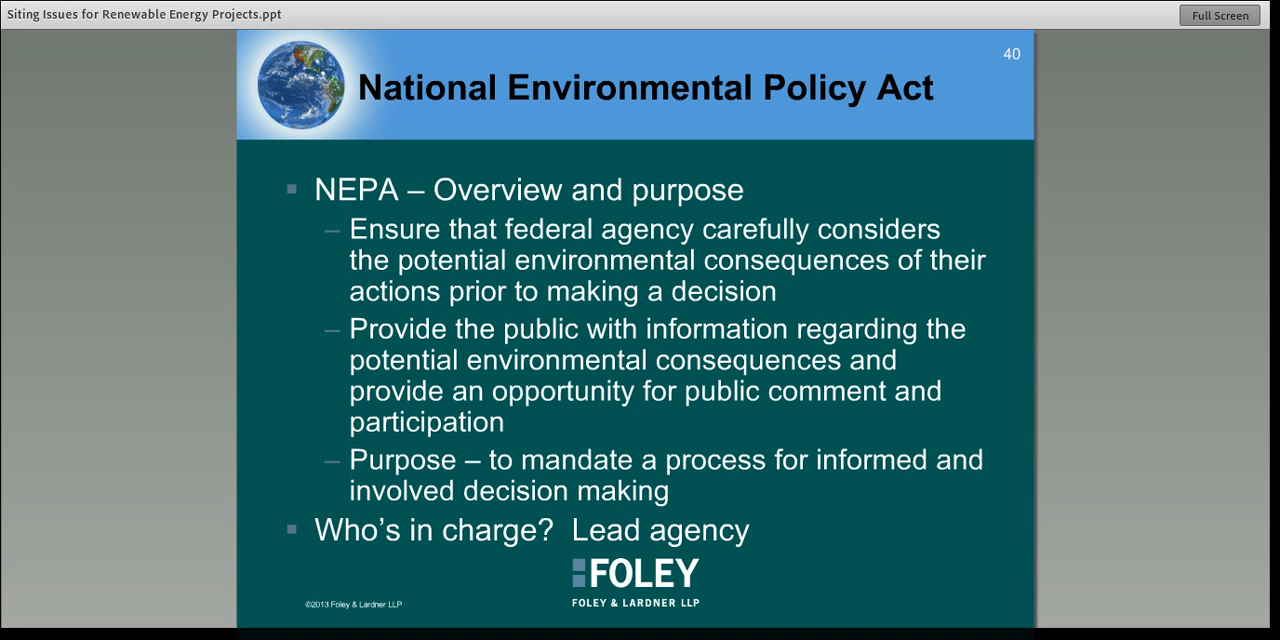 Siting Issues for Renewable Energy Projects.ppt
Full Screen
40
National Environmental Policy Act
▪ NEPA – Overview and purpose
– Ensure that federal agency carefully considers
the potential environmental consequences of their
actions prior to making a decision
– Provide the public with information regarding the
potential environmental consequences and
provide an opportunity for public comment and
participation
– Purpose – to mandate a process for informed and
involved decision making
▪ Who’s in charge?  Lead agency
FOLEY
FOLEY & LARDNER LLP
©2013 Foley & Lardner LLP